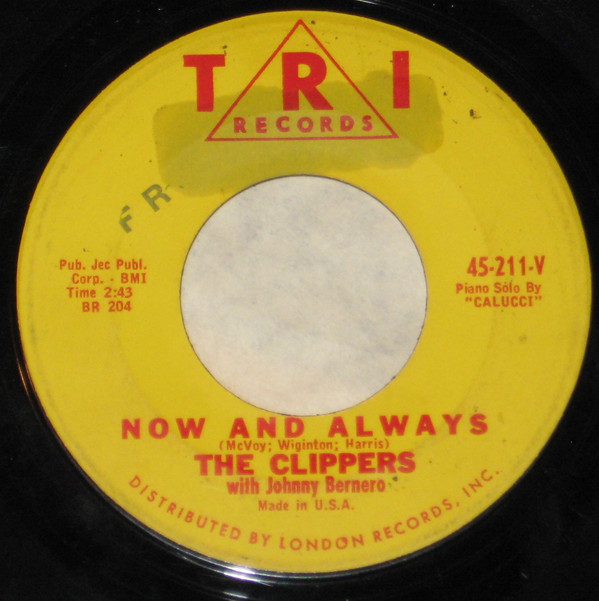 TRI
RECORDS
FR
Pub. Jec Publ.
Corp. - BMI
Time 2:43
BR 204
45-211-V
Piano Sólo By
"CALUCCI"
NOW AND ALWAYS
(McVoy; Wiginton; Harris)
THE CLIPPERS
with Johnny Bernero
Made in U.S.A.
DISTRIBUTED BY LONDON RECORDS, INC.